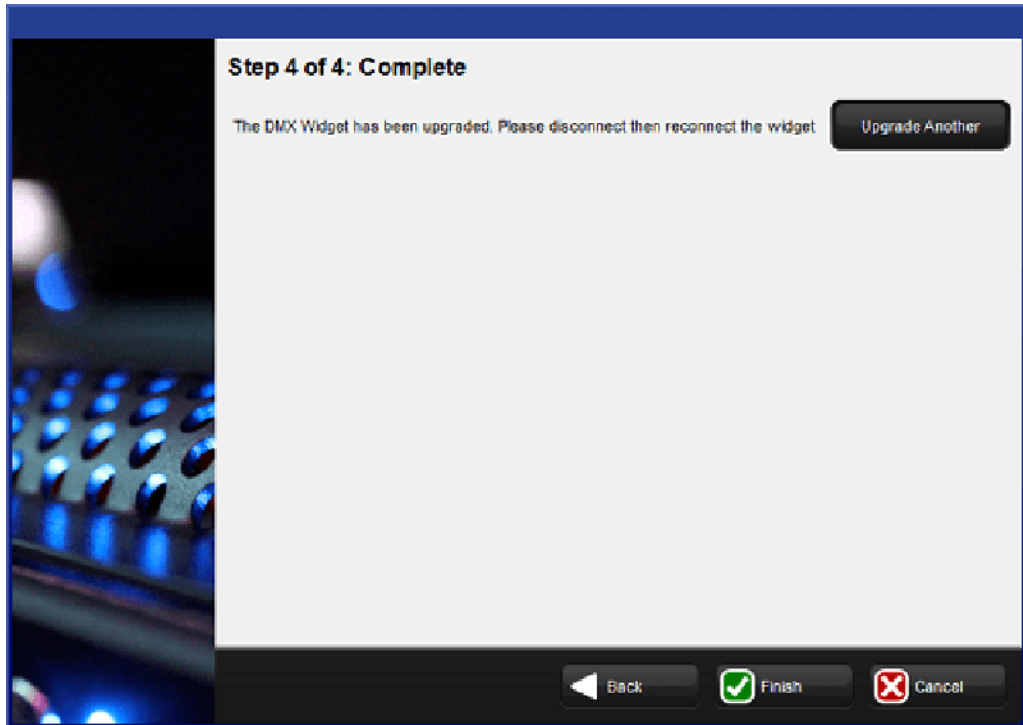 Step 4 of 4: Complete
The DMX Widget has been upgraded. Please disconnect then reconnect the widget
Upgrade Another
Back
Finish
Cancel